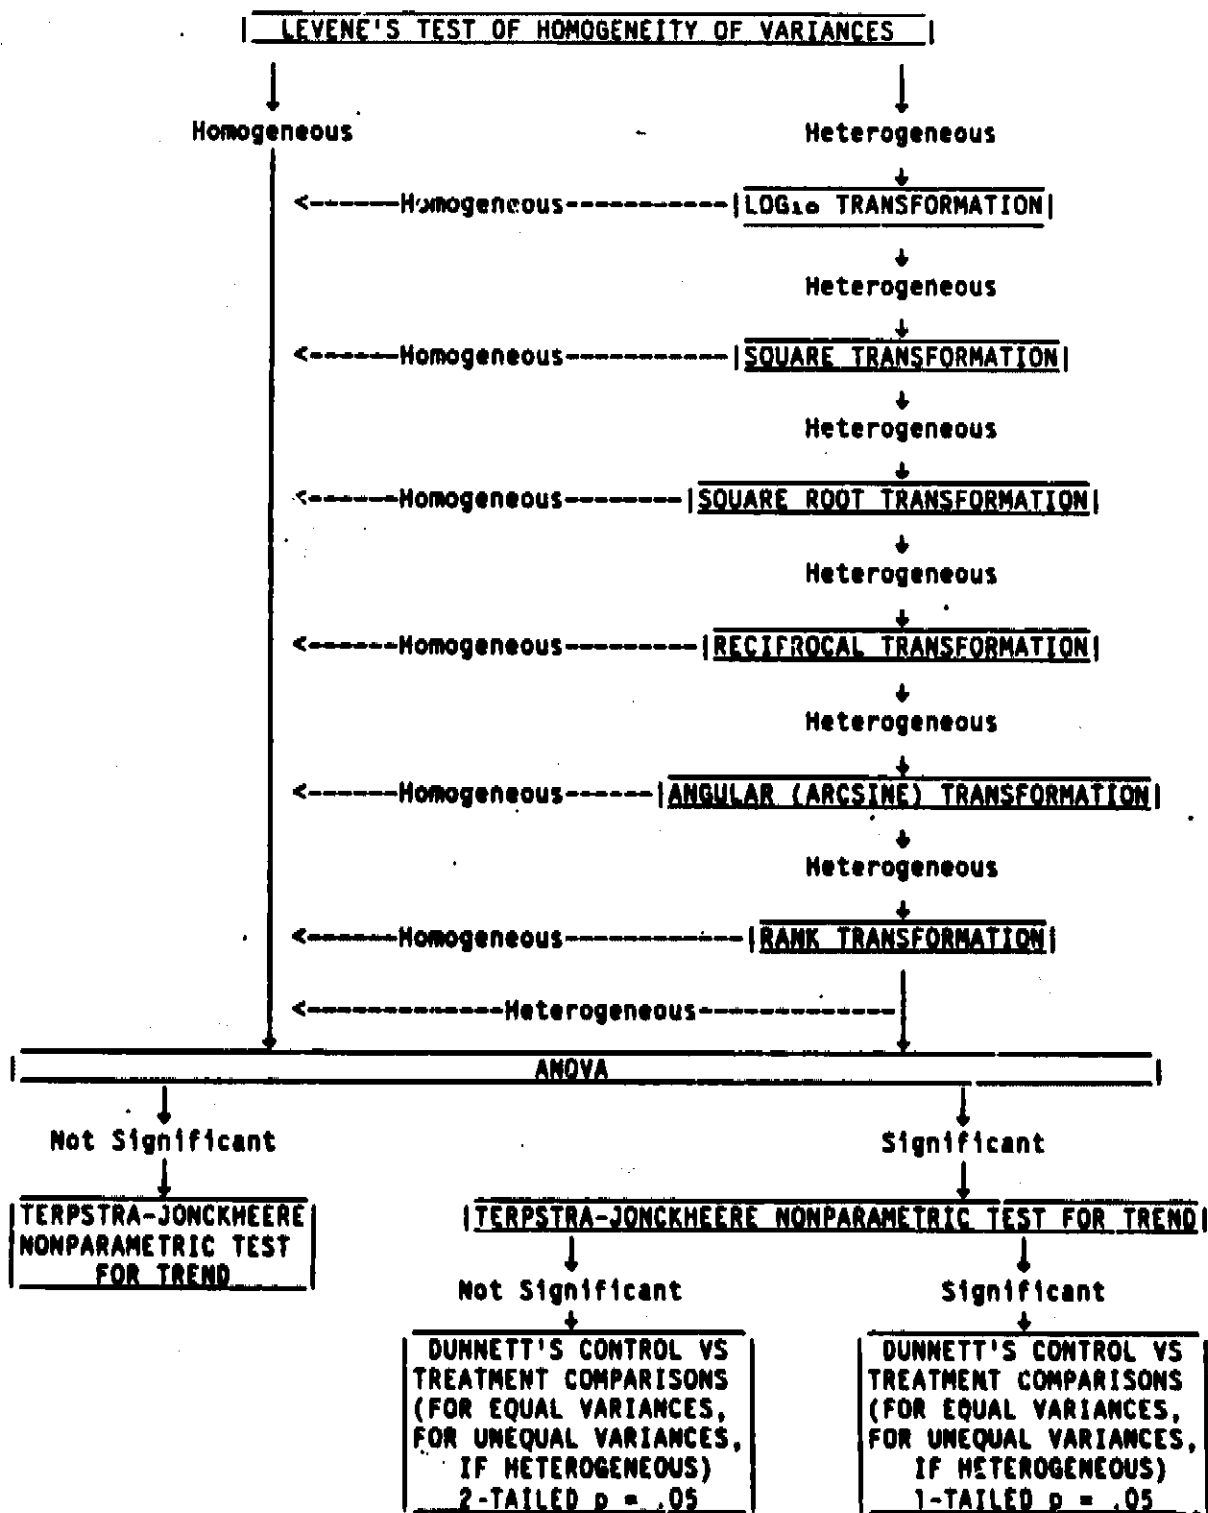 LEVENE'S TEST OF HOMOGENEITY OF VARIANCES
Homogeneous
Heterogeneous
<------Homogeneous-----------|LOG10 TRANSFORMATION|
Heterogeneous
<------Homogeneous-----------|SQUARE TRANSFORMATION|
Heterogeneous
<------Homogeneous--------|SQUARE ROOT TRANSFORMATION|
Heterogeneous
<------Homogeneous---------|RECIFROCAL TRANSFORMATION|
Heterogeneous
<------Homogeneous------|ANGULAR (ARCSINE) TRANSFORMATION|
Heterogeneous
<------Homogeneous------------|RANK TRANSFORMATION|
<-------------Heterogeneous-------------
ANOVA
Not Significant
Significant
TERPSTRA-JONCKHEERE
NONPARAMETRIC TEST
FOR TREND
TERPSTRA-JONCKHEERE NONPARAMETRIC TEST FOR TREND
Not Significant
Significant
DUNNETT'S CONTROL VS
TREATMENT COMPARISONS
(FOR EQUAL VARIANCES,
FOR UNEQUAL VARIANCES,
IF HETEROGENEOUS)
2-TAILED p = .05
DUNNETT'S CONTROL VS
TREATMENT COMPARISONS
(FOR EQUAL VARIANCES,
FOR UNEQUAL VARIANCES,
IF HETEROGENEOUS)
1-TAILED p = .05